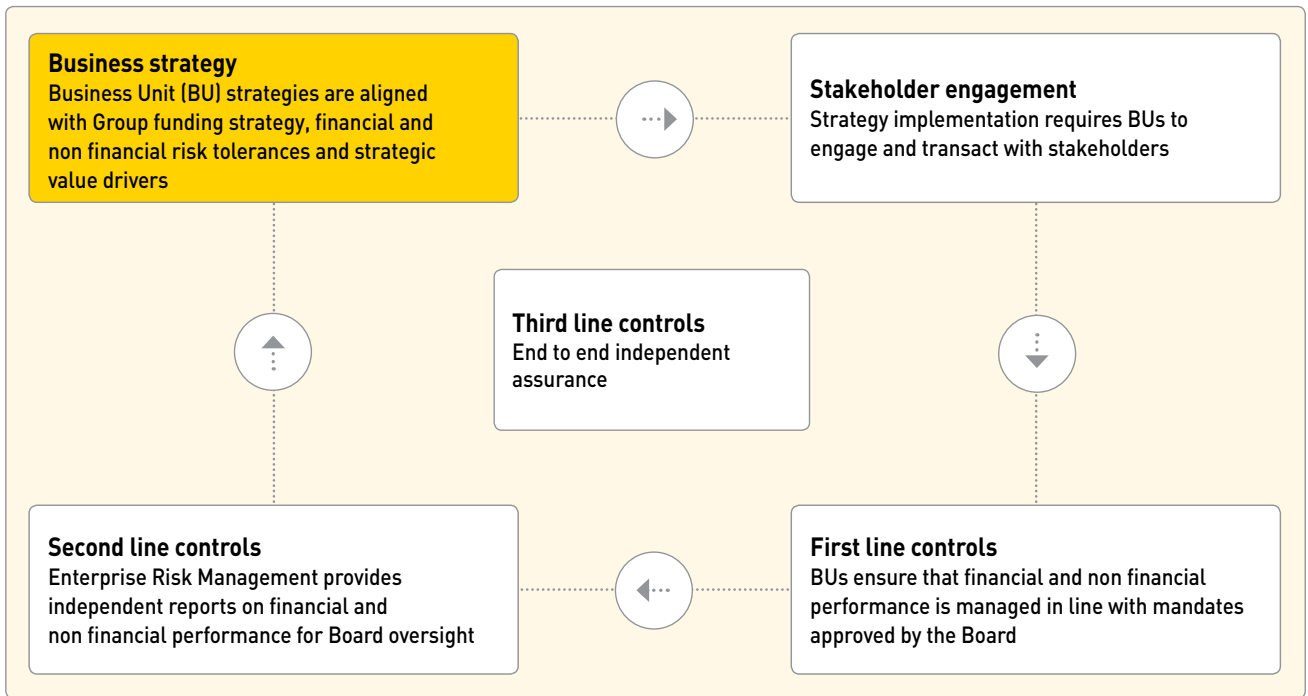 Business strategy
Business Unit (BU) strategies are aligned
with Group funding strategy, financial and
non financial risk tolerances and strategic
value drivers
Stakeholder engagement
Strategy implementation requires BUs to
engage and transact with stakeholders
Third line controls
End to end independent
assurance
Second line controls
Enterprise Risk Management provides
independent reports on financial and
non financial performance for Board oversight
First line controls
BUs ensure that financial and non financial
performance is managed in line with mandates
approved by the Board